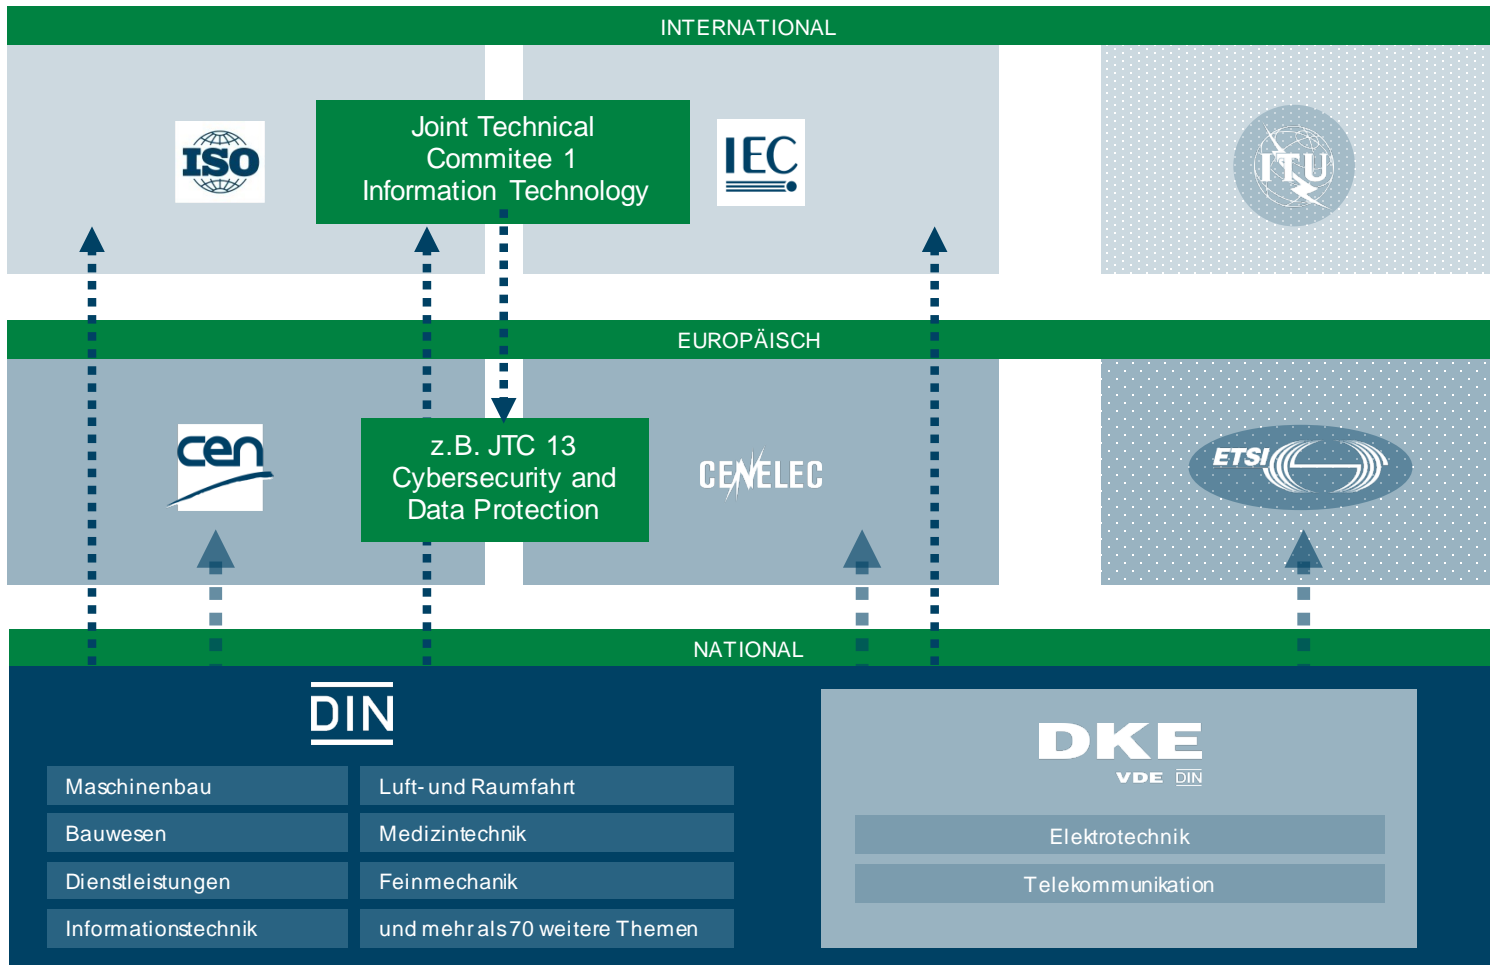 INTERNATIONAL
ISO
Joint Technical
Commitee 1
Information Technology
IEC
ITU
EUROPÄISCH
cen
z.B. JTC 13
Cybersecurity and
Data Protection
CENELEC
ETSI
NATIONAL
DIN
Maschinenbau
Luft- und Raumfahrt
Bauwesen
Medizintechnik
Dienstleistungen
Feinmechanik
Informationstechnik
und mehr als 70 weitere Themen
DKE
VDE DIN
Elektrotechnik
Telekommunikation